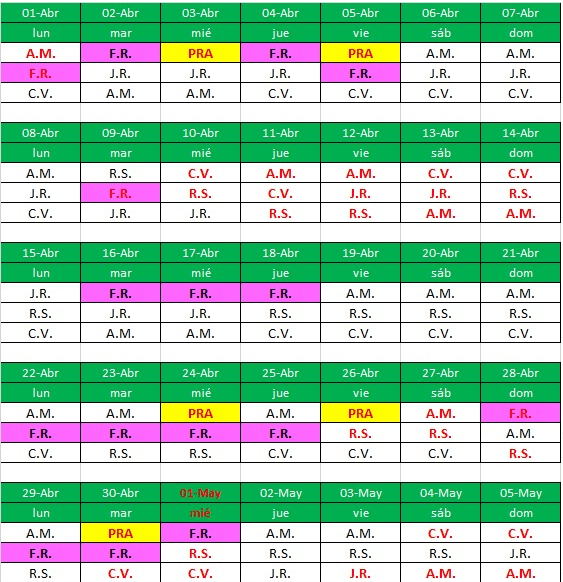 01-Abr 02-Abr 03-Abr 04-Abr 05-Abr 06-Abr 07-Abr
lun mar mié jue vie sáb dom
A.M. F.R. PRA F.R. PRA A.M. A.M.
F.R. J.R. J.R. J.R. F.R. J.R. J.R.
C.V. A.M. A.M. C.V. C.V. C.V. C.V.
08-Abr 09-Abr 10-Abr 11-Abr 12-Abr 13-Abr 14-Abr
lun mar mié jue vie sáb dom
A.M. R.S. C.V. A.M. A.M. C.V. C.V.
J.R. F.R. R.S. C.V. J.R. J.R. R.S.
C.V. J.R. J.R. R.S. R.S. A.M. A.M.
15-Abr 16-Abr 17-Abr 18-Abr 19-Abr 20-Abr 21-Abr
lun mar mié jue vie sáb dom
J.R. F.R. F.R. F.R. A.M. A.M. A.M.
R.S. J.R. J.R. R.S. R.S. R.S. R.S.
C.V. A.M. A.M. C.V. C.V. C.V. C.V.
22-Abr 23-Abr 24-Abr 25-Abr 26-Abr 27-Abr 28-Abr
lun mar mié jue vie sáb dom
A.M. A.M. PRA A.M. PRA A.M. F.R.
F.R. F.R. F.R. F.R. R.S. R.S. A.M.
C.V. R.S. R.S. C.V. C.V. C.V. R.S.
29-Abr 30-Abr 01-May 02-May 03-May 04-May 05-May
lun mar mié jue vie sáb dom
A.M. PRA F.R. A.M. A.M. C.V. C.V.
F.R. F.R. R.S. R.S. R.S. R.S. J.R.
R.S. C.V. C.V. J.R. J.R. A.M. A.M.